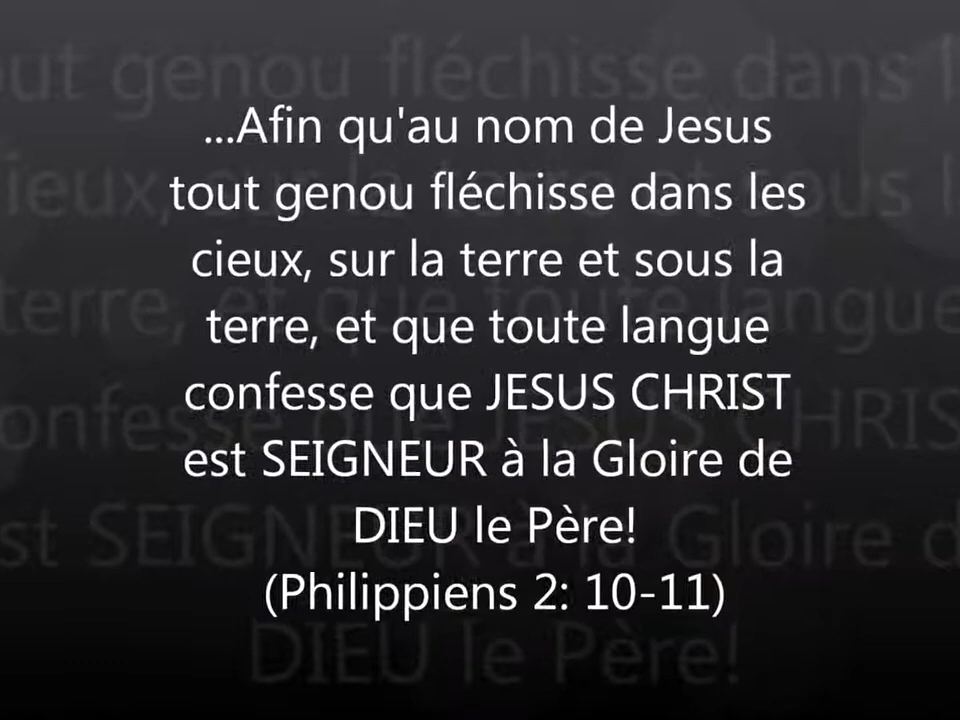 ...Afin qu'au nom de Jesus
tout genou fléchisse dans les
cieux, sur la terre et sous la
terre, et que toute langue
confesse que JESUS CHRIST
est SEIGNEUR à la Gloire de
DIEU le Père!
(Philippiens 2: 10-11)